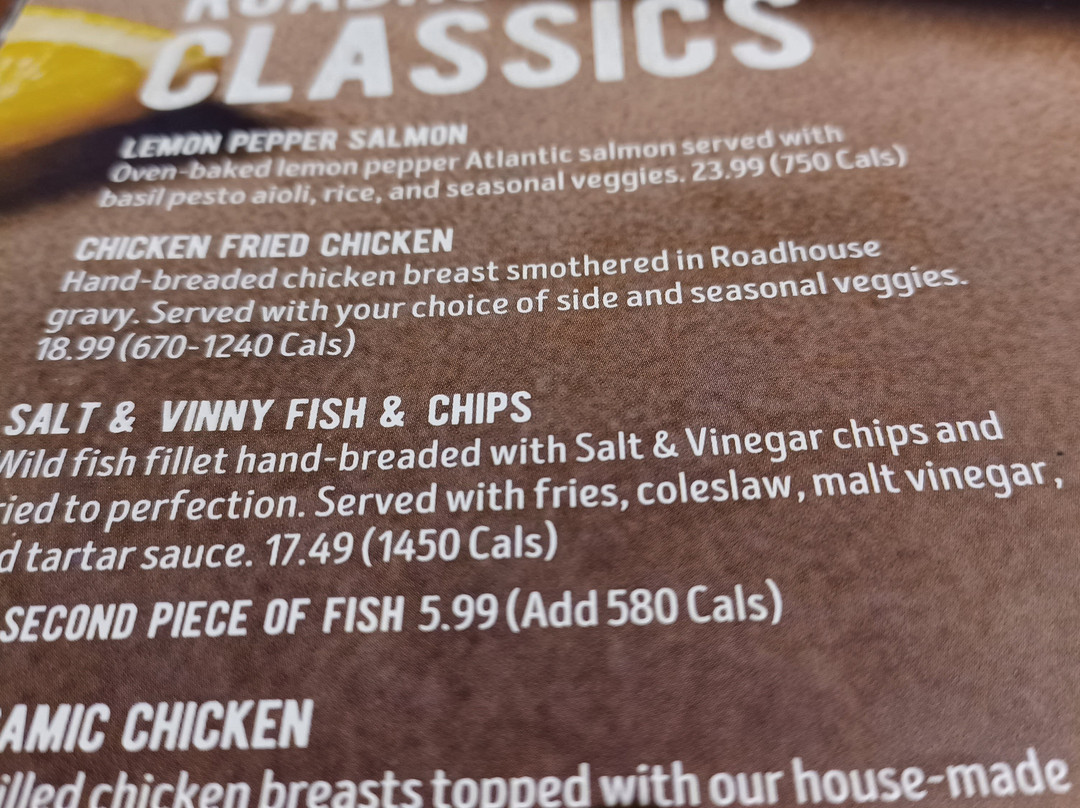 CLASSICS
LEMON PEPPER SALMON
Oven-baked lemon pepper Atlantic salmon served with
basil pesto aioli, rice, and seasonal veggies. 23.99 (750 Cals)
CHICKEN FRIED CHICKEN
Hand-breaded chicken breast smothered in Roadhouse
gravy. Served with your choice of side and seasonal veggies.
18.99 (670-1240 Cals)
SALT & VINNY FISH & CHIPS
Wild fish fillet hand-breaded with Salt & Vinegar chips and
ried to perfection. Served with fries, coleslaw, malt vinegar,
d tartar sauce. 17.49 (1450 Cals)
SECOND PIECE OF FISH 5.99 (Add 580 Cals)
AMIC CHICKEN
illed chicken breasts topped with our house-made